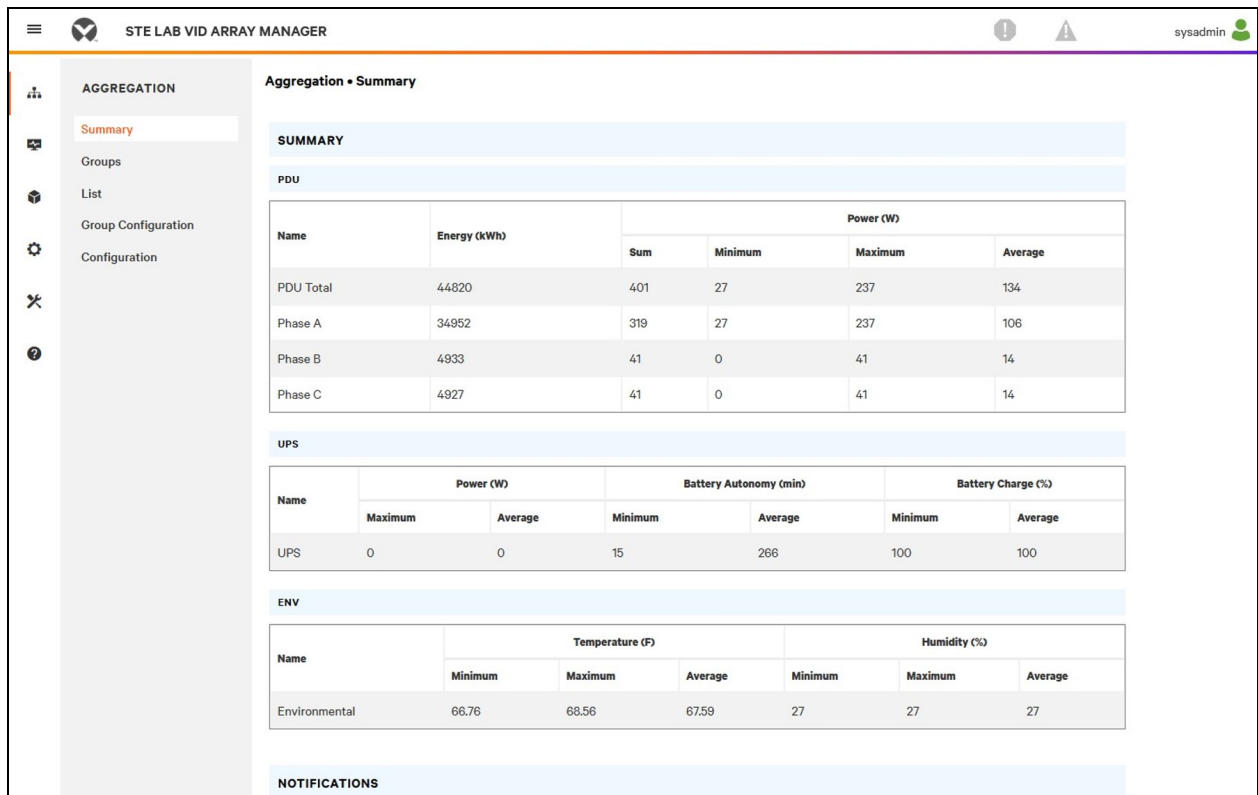 STE LAB VID ARRAY MANAGER sysadmin
AGGREGATION
Summary
Groups
List
Group Configuration
Configuration
Aggregation • Summary
SUMMARY
PDU
Name Energy (kWh) Power (W)
Sum Minimum Maximum Average
PDU Total 44820 401 27 237 134
Phase A 34952 319 27 237 106
Phase B 4933 41 0 41 14
Phase C 4927 41 0 41 14
UPS
Name Power (W) Battery Autonomy (min) Battery Charge (%)
Maximum Average Minimum Average Minimum Average
UPS 0 0 15 266 100 100
ENV
Name Temperature (F) Humidity (%)
Minimum Maximum Average Minimum Maximum Average
Environmental 66.76 68.56 67.59 27 27 27
NOTIFICATIONS